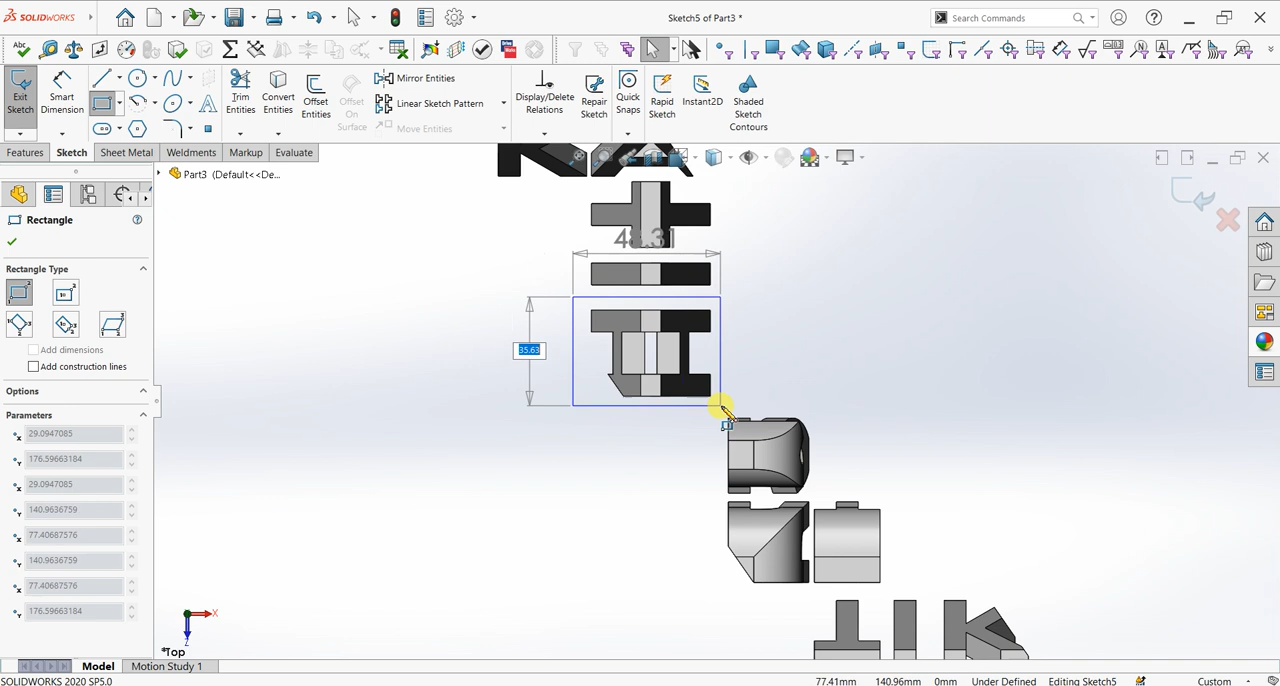 SOLIDWORKS
Sketch5 of Part3 *
Search Commands
Exit Sketch
Smart Dimension
Trim Entities
Convert Entities
Offset Entities
Offset On Surface
Mirror Entities
Linear Sketch Pattern
Move Entities
Display/Delete Relations
Repair Sketch
Quick Snaps
Rapid Sketch
Instant2D
Shaded Sketch Contours
Features
Sketch
Sheet Metal
Weldments
Markup
Evaluate
Part3 (Default<<De...
Rectangle
Rectangle Type
Add dimensions
Add construction lines
Options
Parameters
29.0947085
176.59663184
29.0947085
140.9636759
77.40687576
140.9636759
77.40687576
176.59663184
48.31
35.63
X
Z
*Top
Model
Motion Study 1
SOLIDWORKS 2020 SP5.0
77.41mm
140.96mm
0mm
Under Defined
Editing Sketch5
Custom